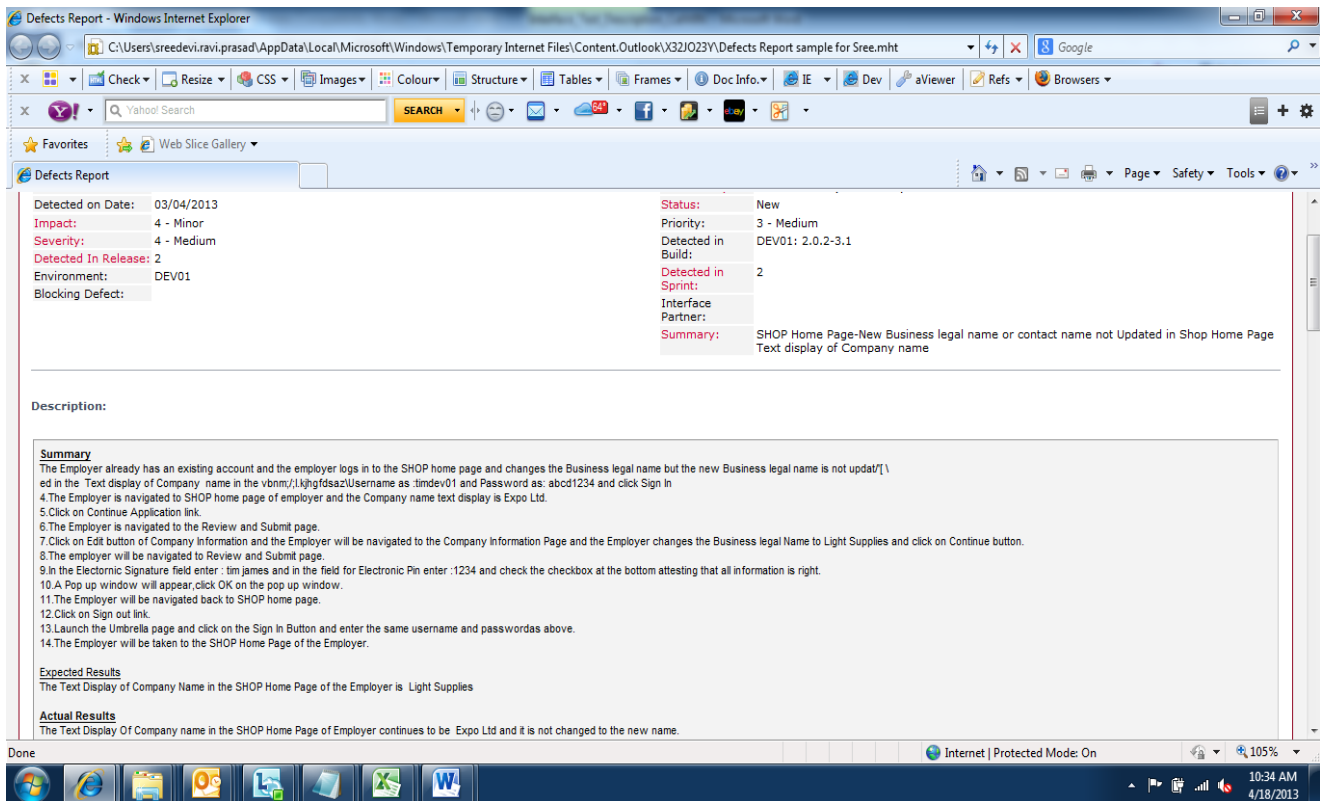 Defects Report - Windows Internet Explorer
C:\Users\sreedevi.ravi.prasad\AppData\Local\Microsoft\Windows\Temporary Internet Files\Content.Outlook\X32JO23Y\Defects Report sample for Sree.mht
Google
x Check Resize CSS Images Colour Structure Tables Frames Doc Info. IE Dev aViewer Refs Browsers
x Y! Yahoo! Search SEARCH 64° ebay
Favorites Web Slice Gallery
Defects Report Page Safety Tools
Detected on Date: 03/04/2013
Impact: 4 - Minor
Severity: 4 - Medium
Detected In Release: 2
Environment: DEV01
Blocking Defect:
Status: New
Priority: 3 - Medium
Detected in Build: DEV01: 2.0.2-3.1
Detected in Sprint: 2
Interface Partner:
Summary: SHOP Home Page-New Business legal name or contact name not Updated in Shop Home Page
Text display of Company name
Description:
Summary
The Employer already has an existing account and the employer logs in to the SHOP home page and changes the Business legal name but the new Business legal name is not updat/'[ \
ed in the Text display of Company name in the vbnm;/;l.kjhgfdsaz\Username as :timdev01 and Password as: abcd1234 and click Sign In
4.The Employer is navigated to SHOP home page of employer and the Company name text display is Expo Ltd.
5.Click on Continue Application link.
6.The Employer is navigated to the Review and Submit page.
7.Click on Edit button of Company Information and the Employer will be navigated to the Company Information Page and the Employer changes the Business legal Name to Light Supplies and click on Continue button.
8.The employer will be navigated to Review and Submit page.
9.In the Electornic Signature field enter : tim james and in the field for Electronic Pin enter :1234 and check the checkbox at the bottom attesting that all information is right.
10.A Pop up window will appear,click OK on the pop up window.
11.The Employer will be navigated back to SHOP home page.
12.Click on Sign out link.
13.Launch the Umbrella page and click on the Sign In Button and enter the same username and passwordas above.
14.The Employer will be taken to the SHOP Home Page of the Employer.
Expected Results
The Text Display of Company Name in the SHOP Home Page of the Employer is Light Supplies
Actual Results
The Text Display Of Company name in the SHOP Home Page of Employer continues to be Expo Ltd and it is not changed to the new name.
Done Internet | Protected Mode: On 105%
10:34 AM
4/18/2013